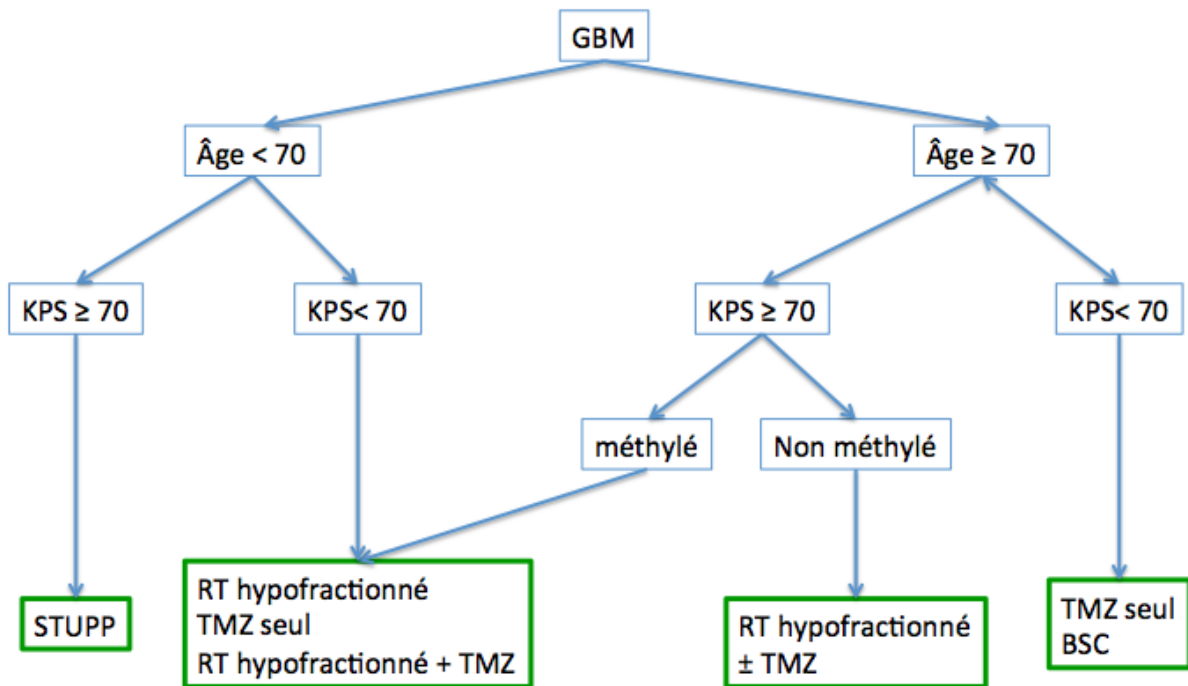 GBM
Âge < 70
Âge ≥ 70
KPS ≥ 70
KPS< 70
KPS ≥ 70
KPS< 70
méthylé
Non méthylé
STUPP
RT hypofractionné
TMZ seul
RT hypofractionné + TMZ
RT hypofractionné
± TMZ
TMZ seul
BSC